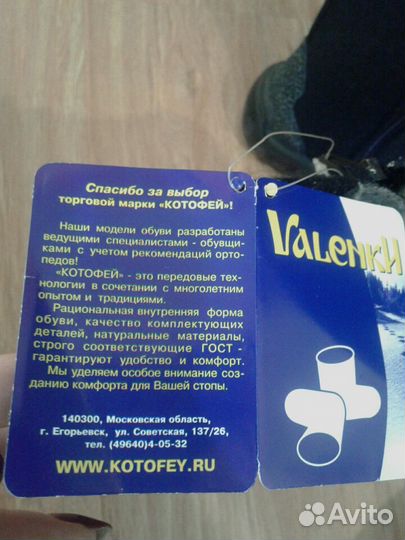 Спасибо за выбор
торговой марки «КОТОФЕЙ»!
Наши модели обуви разработаны
ведущими специалистами - обувщи-
ками с учетом рекомендаций орто-
педов!
«КОТОФЕЙ» - это передовые тех-
нологии в сочетании с многолетним
опытом и традициями.
Рациональная внутренняя форма
обуви, качество комплектующих
деталей, натуральные материалы,
строго соответствующие ГОСТ -
гарантируют удобство и комфорт.
Мы уделяем особое внимание соз-
данию комфорта для Вашей стопы.
140300, Московская область,
г. Егорьевск, ул. Советская, 137/26,
тел. (49640)4-05-32
WWW.KOTOFEY.RU
VALENKИ
Avito